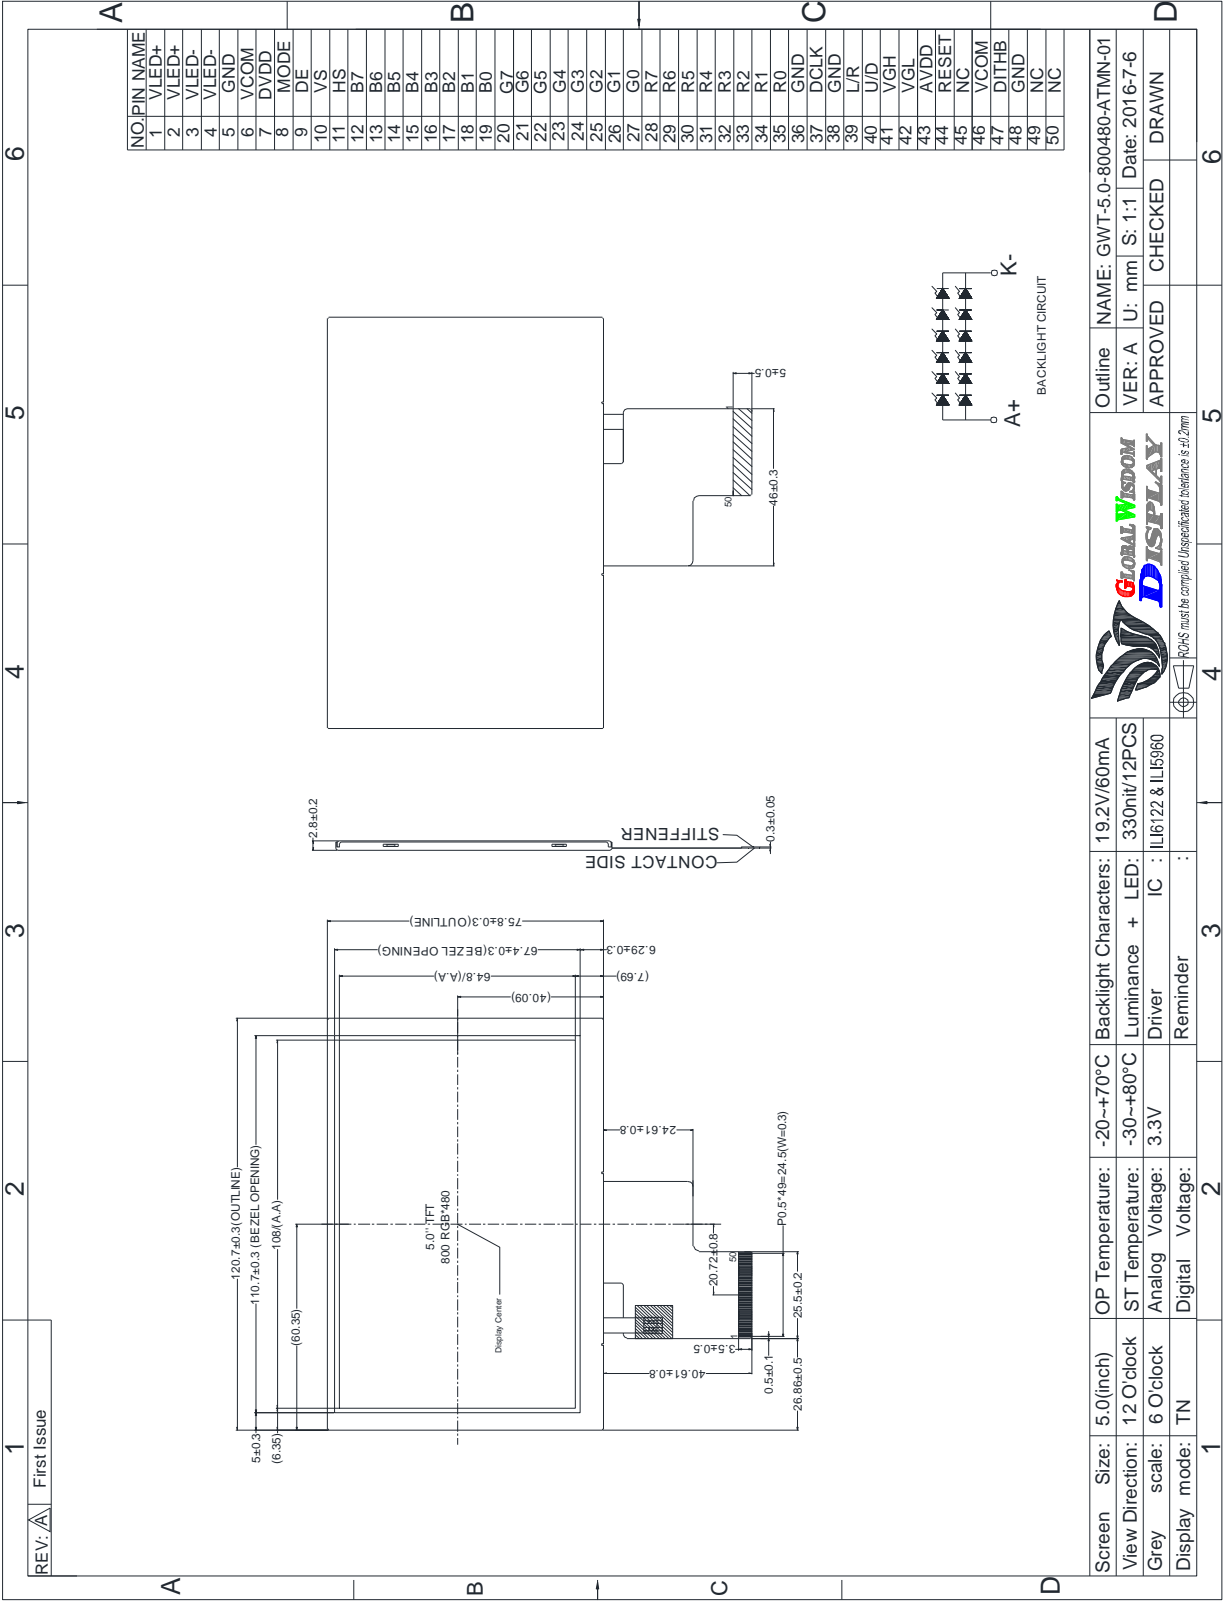 REV: A First Issue
1 2 3 4 5 6
A
B
C
D
120.7±0.3(OUTLINE)
110.7±0.3 (BEZEL OPENING)
108/(A.A)
(60.35)
5±0.3
(6.35)
75.8±0.3(OUTLINE)
67.4±0.3(BEZEL OPENING)
64.8/(A.A)
(40.09)
6.29±0.3
(7.69)
5.0" TFT
800 RGB*480
Display Center
24.61±0.8
40.61±0.8
3.5±0.5
20.72±0.8
1
50
P0.5*49=24.5(W=0.3)
25.5±0.2
0.5±0.1
26.86±0.5
2.8±0.2
CONTACT SIDE
STIFFENER
0.3±0.05
5±0.5
50
46±0.3
A+
K-
BACKLIGHT CIRCUIT
NO. PIN NAME
1 VLED+
2 VLED+
3 VLED-
4 VLED-
5 GND
6 VCOM
7 DVDD
8 MODE
9 DE
10 VS
11 HS
12 B7
13 B6
14 B5
15 B4
16 B3
17 B2
18 B1
19 B0
20 G7
21 G6
22 G5
23 G4
24 G3
25 G2
26 G1
27 G0
28 R7
29 R6
30 R5
31 R4
32 R3
33 R2
34 R1
35 R0
36 GND
37 DCLK
38 GND
39 L/R
40 U/D
41 VGH
42 VGL
43 AVDD
44 RESET
45 NC
46 VCOM
47 DITHB
48 GND
49 NC
50 NC
Screen Size: 5.0(inch) OP Temperature: -20~+70°C Backlight Characters: 19.2V/60mA
View Direction: 12 O'clock ST Temperature: -30~+80°C Luminance + LED: 330nit/12PCS
Grey scale: 6 O'clock Analog Voltage: 3.3V Driver IC : ILI6122 & ILI5960
Display mode: TN Digital Voltage: Reminder :
GLOBAL WISDOM
DISPLAY
ROHS must be complied Unspecificated tolerance is ±0.2mm
Outline NAME: GWT-5.0-800480-ATMN-01
VER: A U: mm S: 1:1 Date: 2016-7-6
APPROVED CHECKED DRAWN
1 2 3 4 5 6
A
B
C
D